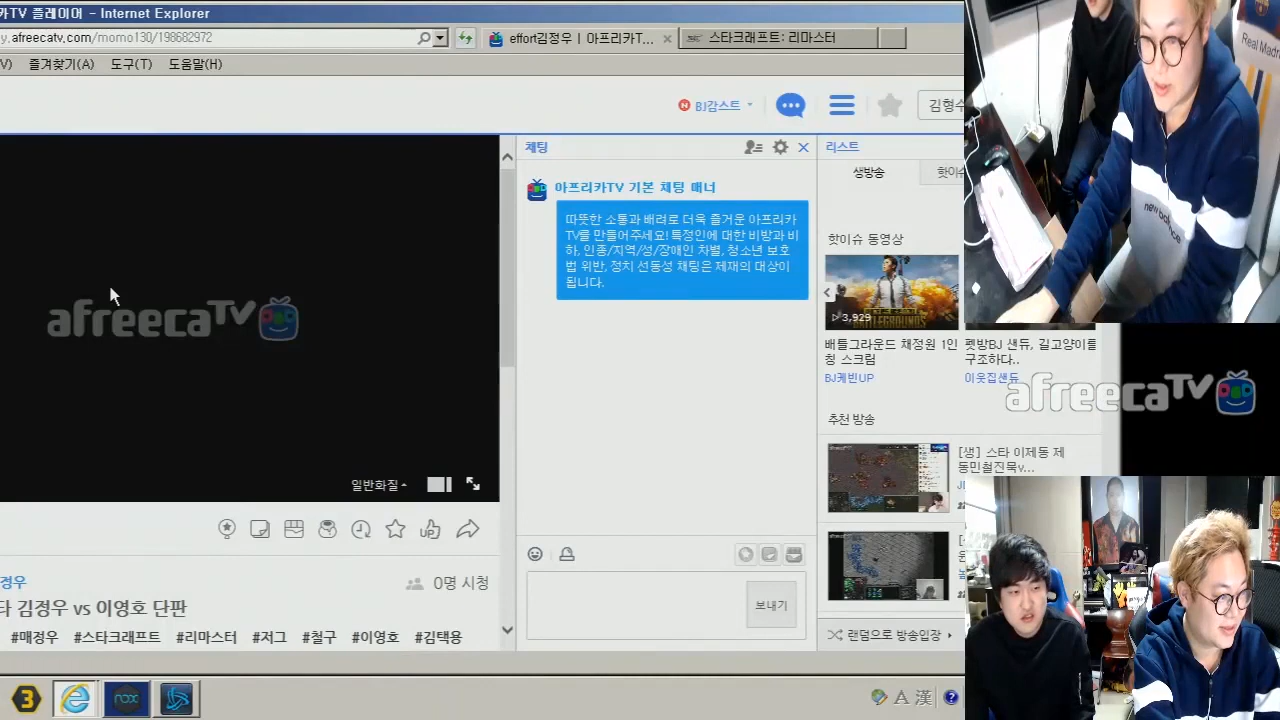 카TV 플레이어 - Internet Explorer
y.afreecatv.com/momo130/198682972
effort김정우 | 아프리카T...
스타크래프트: 리마스터
V)
즐겨찾기(A)
도구(T)
도움말(H)
BJ감스트
김형수
채팅
리스트
아프리카TV 기본 채팅 매너
따뜻한 소통과 배려로 더욱 즐거운 아프리카
TV를 만들어주세요! 특정인에 대한 비방과 비
하, 인종/지역/성/장애인 차별, 청소년 보호
법 위반, 정치 선동성 채팅은 제재의 대상이
됩니다.
생방송
핫이슈
핫이슈 동영상
3,929
BATTLEGROUNDS
배틀그라운드 채정원 1인
칭 스크림
BJ케빈UP
펫방BJ 샌듀, 길고양이를
구조하다..
이웃집샌듀
추천 방송
[생] 스타 이제동 제
동민철진묵v...
afreecaTV
일반화질
UP
정우
0명 시청
타 김정우 vs 이영호 단판
#매정우 #스타크래프트 #리마스터 #저그 #철구 #이영호 #김택용
보내기
랜덤으로 방송입장
3
nox
A 漢
Real Madri
new balance
afreecaTV